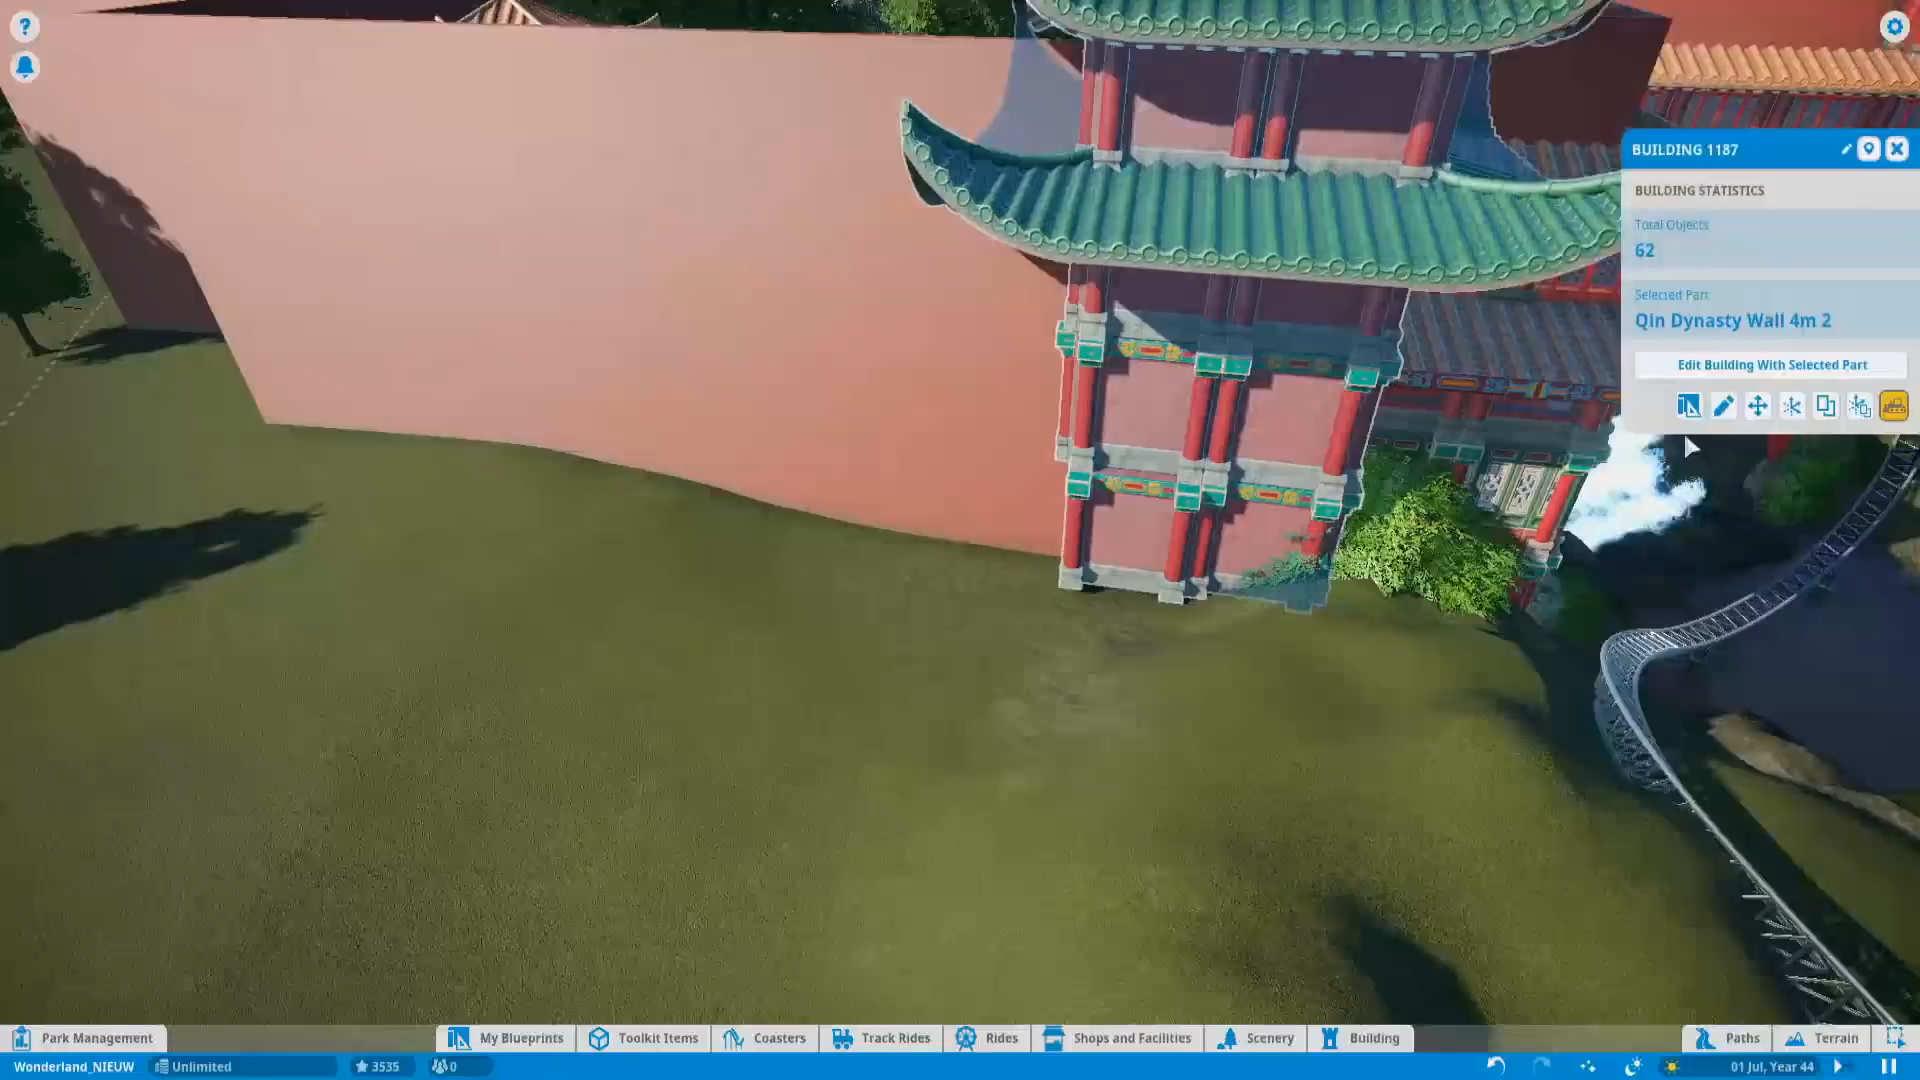 ?
BUILDING 1187
BUILDING STATISTICS
Total Objects
62
Selected Part
Qin Dynasty Wall 4m 2
Edit Building With Selected Part
Park Management
My Blueprints
Toolkit Items
Coasters
Track Rides
Rides
Shops and Facilities
Scenery
Building
Paths
Terrain
Wonderland_NIEUW
Unlimited
3535
0
01 Jul, Year 44